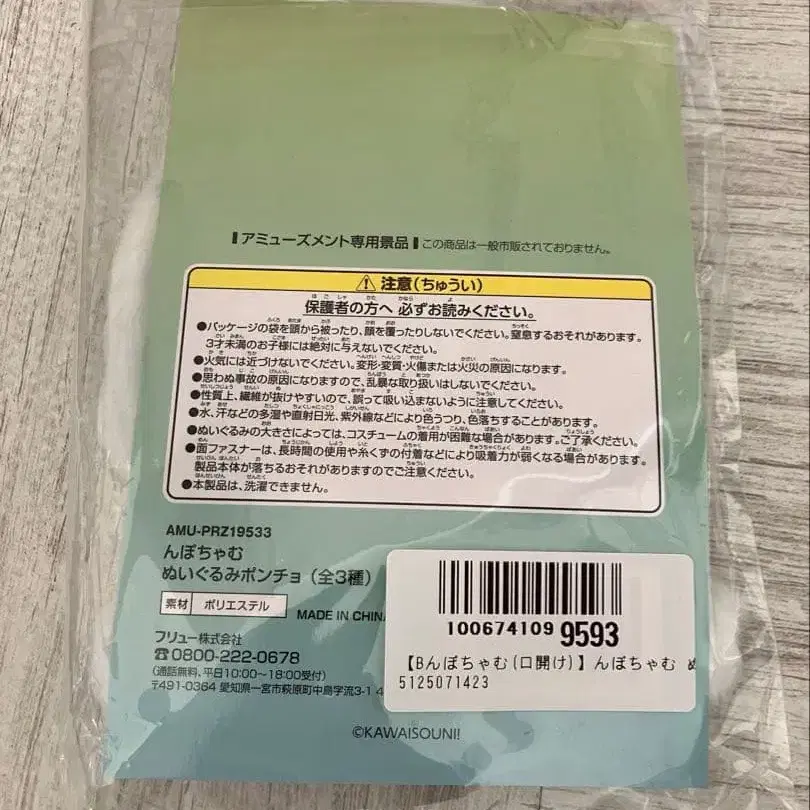 アミューズメント専用景品 この商品は一般市販されておりません。
注意(ちゅうい)
保護者の方へ 必ずお読みください。
●パッケージの袋を頭から被ったり、顔を覆ったりしないでください。窒息するおそれがあります。
3才未満のお子様には絶対に与えないでください。
●火気には近づけないでください。変形・変質・火傷または火災の原因になります。
●思わぬ事故の原因になりますので、乱暴な取り扱いはしないでください。
●性質上、繊維が抜けやすいので、誤って吸い込まないように注意してください。
●水、汗などの多湿や直射日光、紫外線などにより色うつり、色落ちすることがあります。
●ぬいぐるみの大きさによっては、コスチュームの着用が困難な場合があります。ご了承ください。
●面ファスナーは、長時間の使用や糸くずの付着などにより吸着力が弱くなる場合があります。
製品本体が落ちるおそれがありますのでご注意ください。
●本製品は、洗濯できません。
AMU-PRZ19533
んぽちゃむ
ぬいぐるみポンチョ(全3種)
素材 ポリエステル MADE IN CHINA
フリュー株式会社
☎0800-222-0678
(通話無料、平日10:00~18:00受付)
〒491-0364 愛知県一宮市萩原町中島字流3-1 4
©KAWAISOUNI!
100674109 9593
【Bんぽちゃむ(口開け)】んぽちゃむ ぬ
5125071423